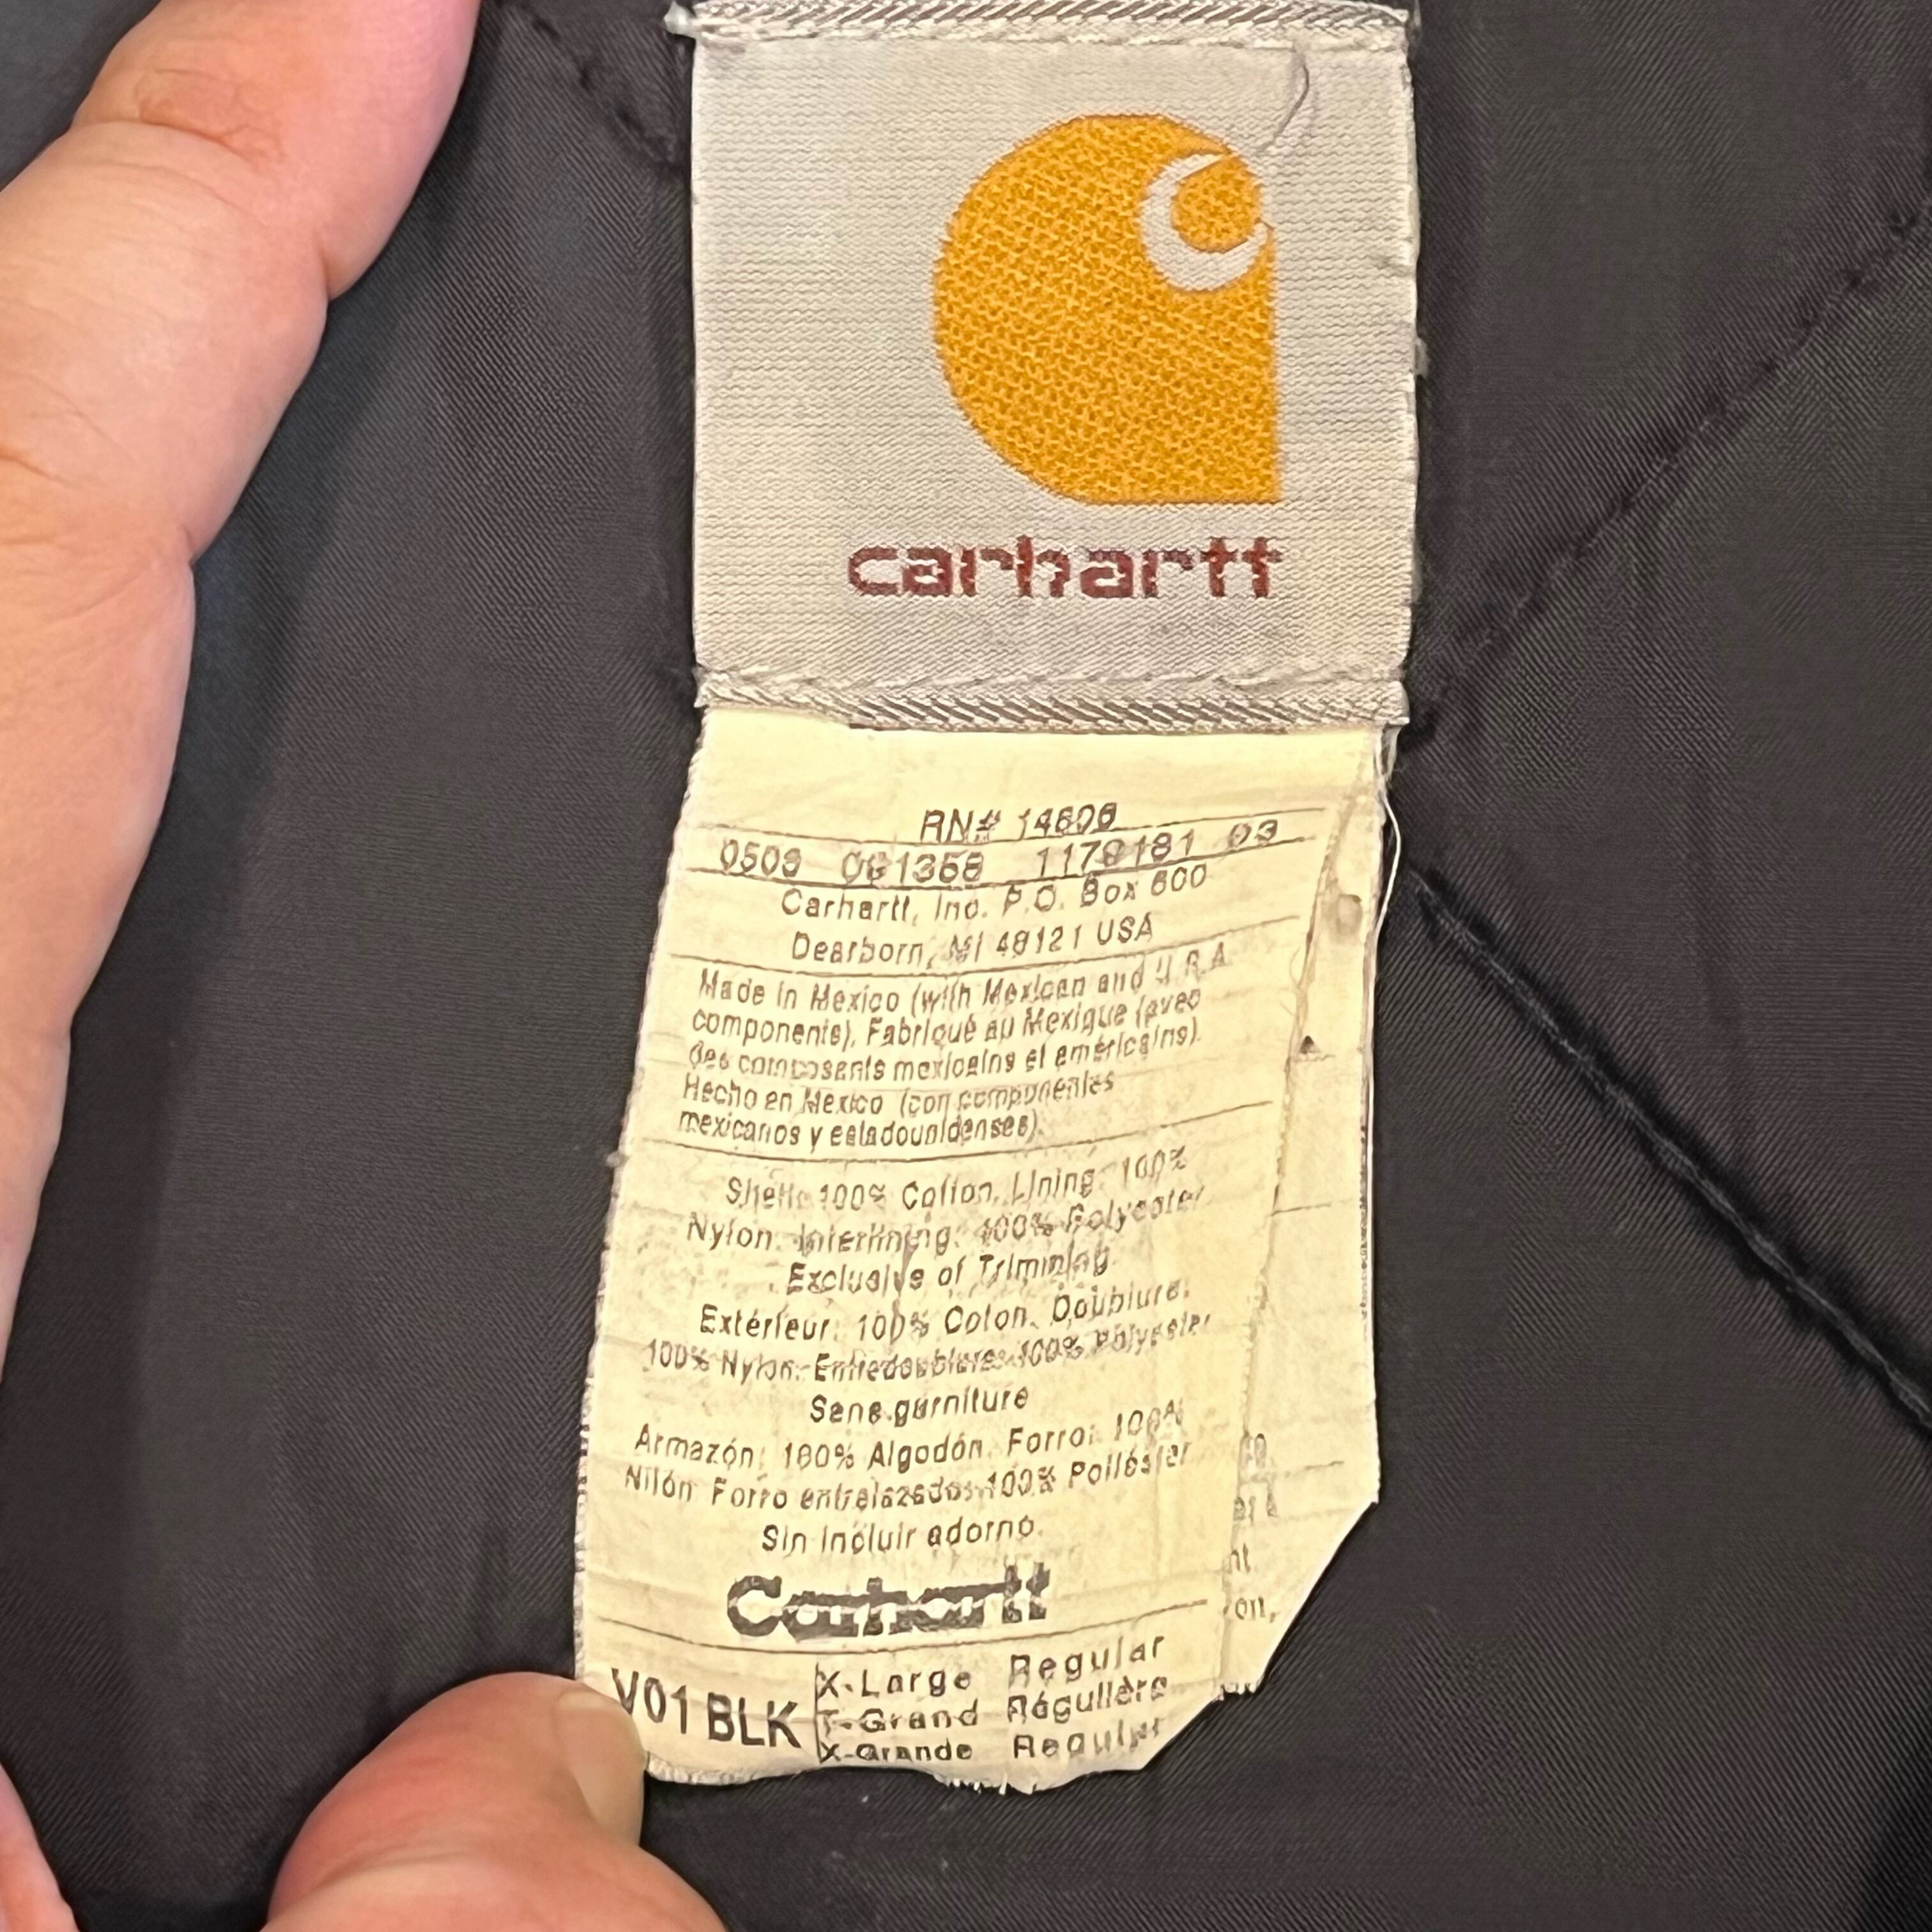 carhartt
RN# 14806
0509 1179181 03
Carhartt, Inc. P.O. Box 600
Dearborn, MI 48121 USA
Made in Mexico (with Mexican and U.S.A.
components). Fabriqué au Mexique (avec
des composants mexicains et américains).
Hecho en Mexico (con componentes
mexicanos y estadounidenses).
Shell: 100% Cotton. Lining: 100%
Nylon. Interlining: 100% Polyester
Exclusive of Trimming
Extérieur: 100% Coton. Doublure:
100% Nylon. Entredoublure: 100% Polyester
Sans garniture
Armazón: 100% Algodón. Forro: 100%
Nilón Forro entrelazados 100% Poliéster
Sin incluir adorno.
Carhartt
V01 BLK
X-Large Regular
T-Grand Régulière
X-Grande Regular
nt
on,